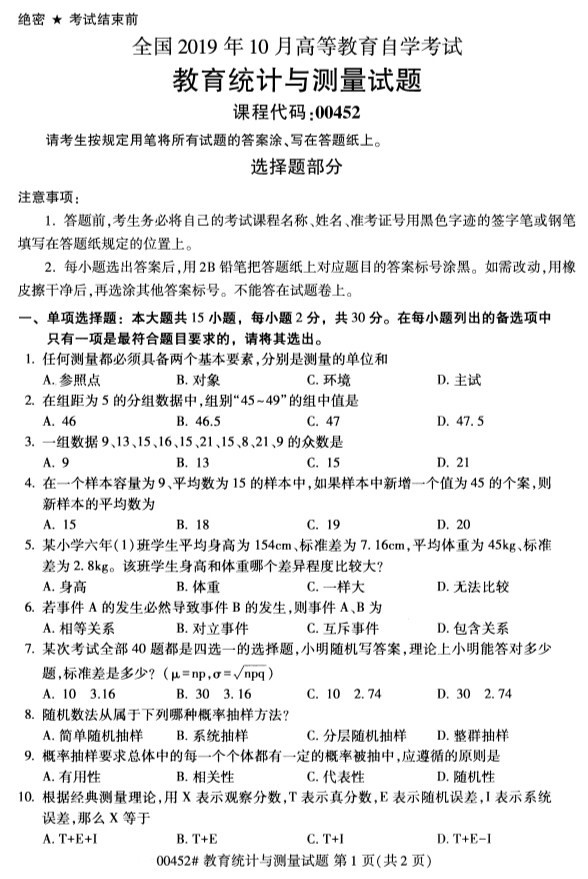 绝密 ★ 考试结束前
全国 2019 年 10 月高等教育自学考试
教育统计与测量试题
课程代码:00452
请考生按规定用笔将所有试题的答案涂、写在答题纸上。
选择题部分
注意事项:
1. 答题前,考生务必将自己的考试课程名称、姓名、准考证号用黑色字迹的签字笔或钢笔
填写在答题纸规定的位置上。
2. 每小题选出答案后,用 2B 铅笔把答题纸上对应题目的答案标号涂黑。如需改动,用橡
皮擦干净后,再选涂其他答案标号。不能答在试题卷上。
一、单项选择题:本大题共 15 小题,每小题 2 分,共 30 分。在每小题列出的备选项中
只有一项是最符合题目要求的,请将其选出。
1. 任何测量都必须具备两个基本要素,分别是测量的单位和
A. 参照点 B. 对象 C. 环境 D. 主试
2. 在组距为 5 的分组数据中,组别“45~49”的组中值是
A. 46 B. 46.5 C. 47 D. 47.5
3. 一组数据 9、13、15、16、15、21、15、8、21、9 的众数是
A. 9 B. 13 C. 15 D. 21
4. 在一个样本容量为 9、平均数为 15 的样本中,如果样本中新增一个值为 45 的个案,则
新样本的平均数为
A. 15 B. 18 C. 19 D. 20
5. 某小学六年(1)班学生平均身高为 154cm、标准差为 7.16cm,平均体重为 45kg、标准
差为 2.8kg。该班学生身高和体重哪个差异程度比较大?
A. 身高 B. 体重 C. 一样大 D. 无法比较
6. 若事件 A 的发生必然导致事件 B 的发生,则事件 A、B 为
A. 相等关系 B. 对立事件 C. 互斥事件 D. 包含关系
7. 某次考试全部 40 题都是四选一的选择题,小明随机写答案,理论上小明能答对多少
题,标准差是多少?(μ=np,σ=√npq)
A. 10 3.16 B. 30 3.16 C. 10 2.74 D. 30 2.74
8. 随机数法从属于下列哪种概率抽样方法?
A. 简单随机抽样 B. 系统抽样 C. 分层随机抽样 D. 整群抽样
9. 概率抽样要求总体中的每一个个体都有一定的概率被抽中,应遵循的原则是
A. 有用性 B. 相关性 C. 代表性 D. 随机性
10. 根据经典测量理论,用 X 表示观察分数,T 表示真分数,E 表示随机误差,I 表示系统
误差,那么 X 等于
A. T+E+I B. T+E C. T+I D. T+E-I
00452# 教育统计与测量试题 第 1 页(共 2 页)